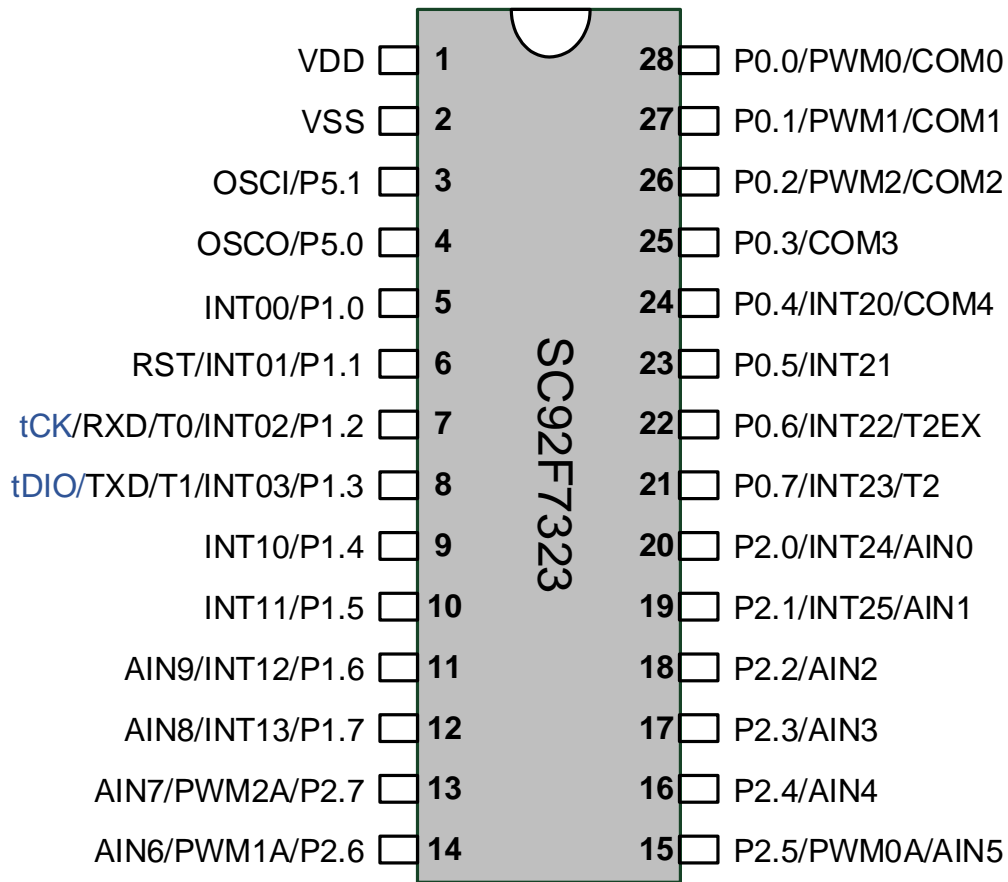 VDD 1 28 P0.0/PWM0/COM0
VSS 2 27 P0.1/PWM1/COM1
OSCI/P5.1 3 26 P0.2/PWM2/COM2
OSCO/P5.0 4 25 P0.3/COM3
INT00/P1.0 5 24 P0.4/INT20/COM4
RST/INT01/P1.1 6 23 P0.5/INT21
tCK/RXD/T0/INT02/P1.2 7 22 P0.6/INT22/T2EX
tDIO/TXD/T1/INT03/P1.3 8 21 P0.7/INT23/T2
INT10/P1.4 9 20 P2.0/INT24/AIN0
INT11/P1.5 10 19 P2.1/INT25/AIN1
AIN9/INT12/P1.6 11 18 P2.2/AIN2
AIN8/INT13/P1.7 12 17 P2.3/AIN3
AIN7/PWM2A/P2.7 13 16 P2.4/AIN4
AIN6/PWM1A/P2.6 14 15 P2.5/PWM0A/AIN5
SC92F7323